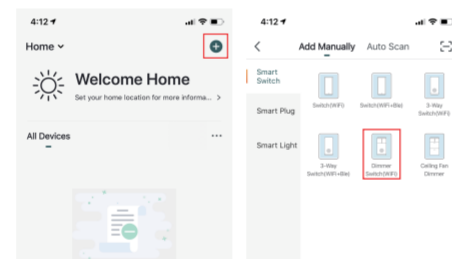 4:12
Home
Welcome Home
Set your home location for more informa... >
All Devices
...
4:12
Add Manually Auto Scan
Smart
Switch
Smart Plug
Smart Light
Switch(WiFi)
Switch(WiFi+Ble)
3-Way
Switch(WiFi)
3-Way
Switch(WiFi+Ble)
Dimmer
Switch(WiFi)
Ceiling Fan
Dimmer